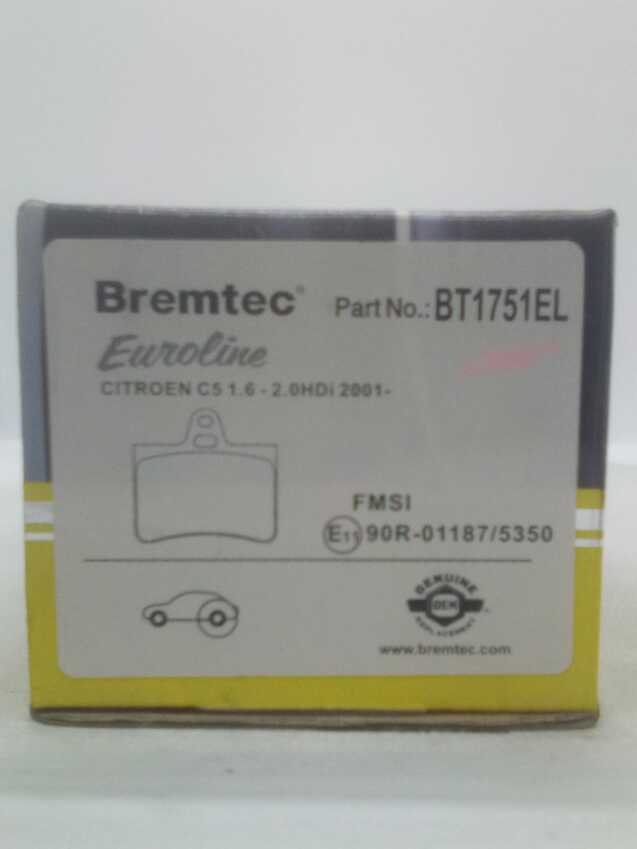 Bremtec®
Part No.: BT1751EL
Euroline
CITROEN C5 1.6 - 2.0HDi 2001-
FMSI
E11 90R-01187/5350
GENUINE
OEM
REPLACEMENT
www.bremtec.com